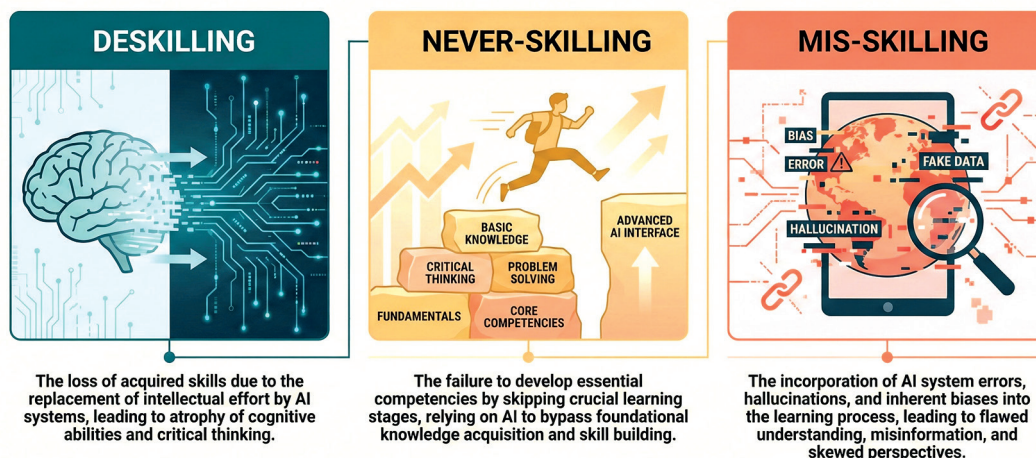 DESKILLING
The loss of acquired skills due to the
replacement of intellectual effort by AI
systems, leading to atrophy of cognitive
abilities and critical thinking.
NEVER-SKILLING
BASIC
KNOWLEDGE
CRITICAL
THINKING
PROBLEM
SOLVING
FUNDAMENTALS
CORE
COMPETENCIES
ADVANCED
AI INTERFACE
The failure to develop essential
competencies by skipping crucial learning
stages, relying on AI to bypass foundational
knowledge acquisition and skill building.
MIS-SKILLING
BIAS
ERROR
FAKE DATA
HALLUCINATION
The incorporation of AI system errors,
hallucinations, and inherent biases into
the learning process, leading to flawed
understanding, misinformation, and
skewed perspectives.